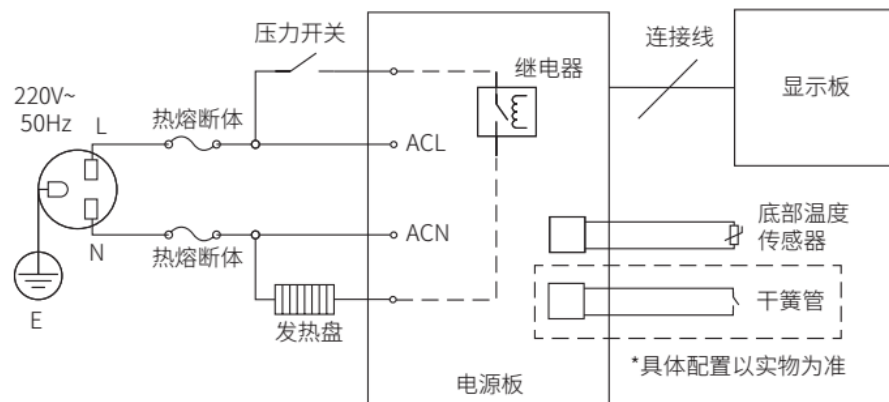 压力开关
继电器
连接线
显示板
220V~
50Hz
L
热熔断体
ACL
N
热熔断体
ACN
底部温度
传感器
E
发热盘
干簧管
*具体配置以实物为准
电源板